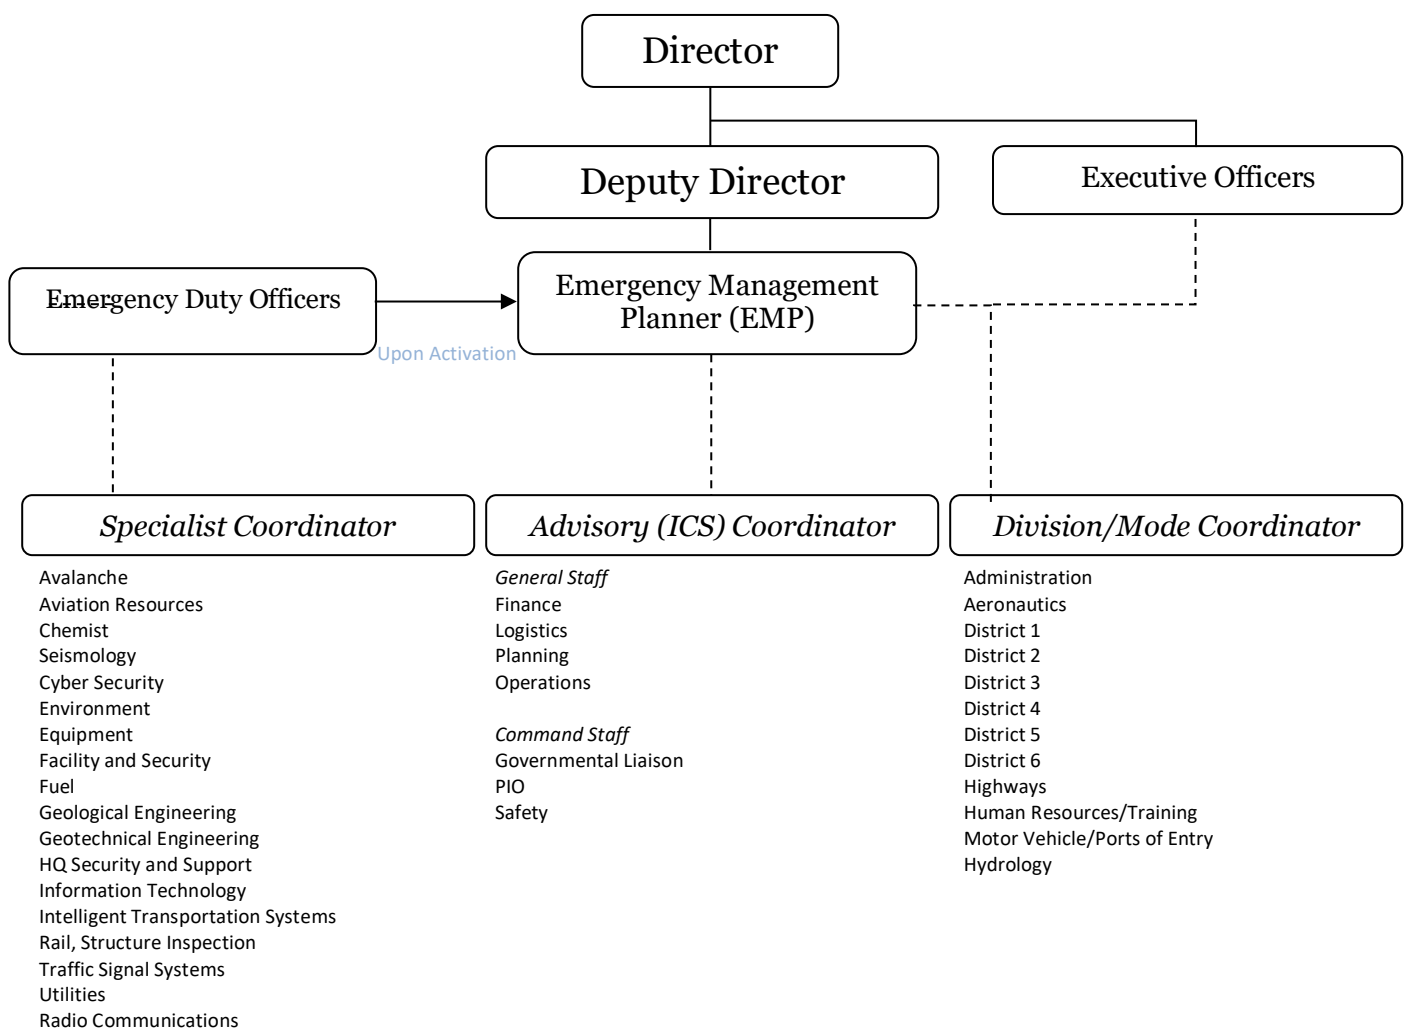 Director
Deputy Director
Executive Officers
Emergency Duty Officers
Emergency Management
Planner (EMP)
Upon Activation
Specialist Coordinator
Avalanche
Aviation Resources
Chemist
Seismology
Cyber Security
Environment
Equipment
Facility and Security
Fuel
Geological Engineering
Geotechnical Engineering
HQ Security and Support
Information Technology
Intelligent Transportation Systems
Rail, Structure Inspection
Traffic Signal Systems
Utilities
Radio Communications
Advisory (ICS) Coordinator
General Staff
Finance
Logistics
Planning
Operations
Command Staff
Governmental Liaison
PIO
Safety
Division/Mode Coordinator
Administration
Aeronautics
District 1
District 2
District 3
District 4
District 5
District 6
Highways
Human Resources/Training
Motor Vehicle/Ports of Entry
Hydrology